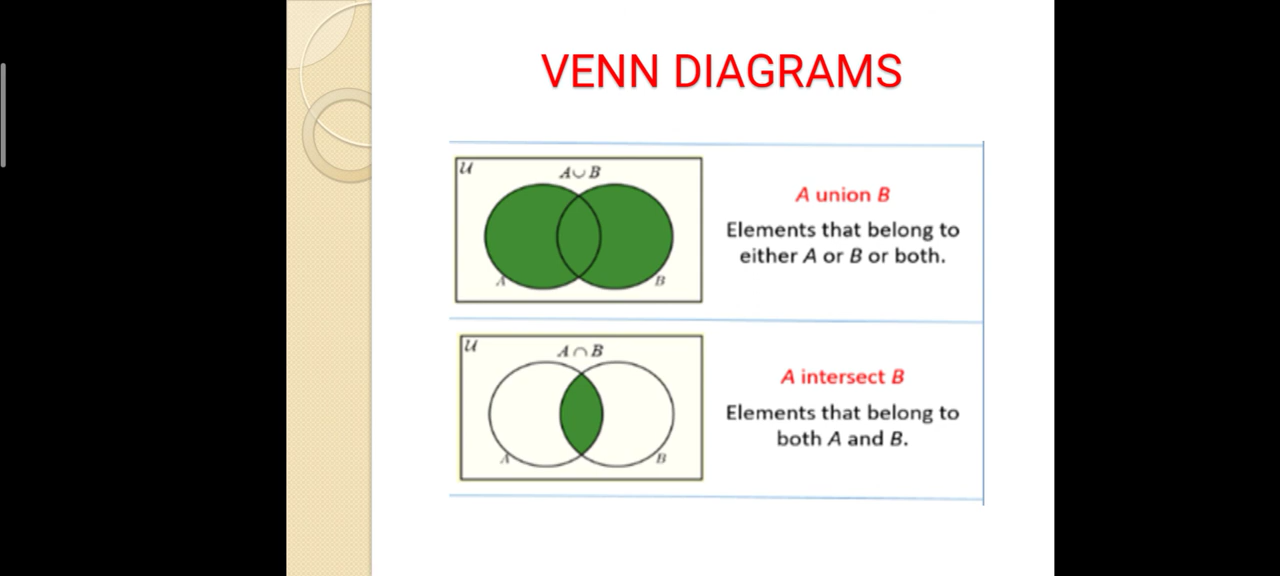 VENN DIAGRAMS
U
A∪B
A
B
A union B
Elements that belong to
either A or B or both.
U
A∩B
A
B
A intersect B
Elements that belong to
both A and B.